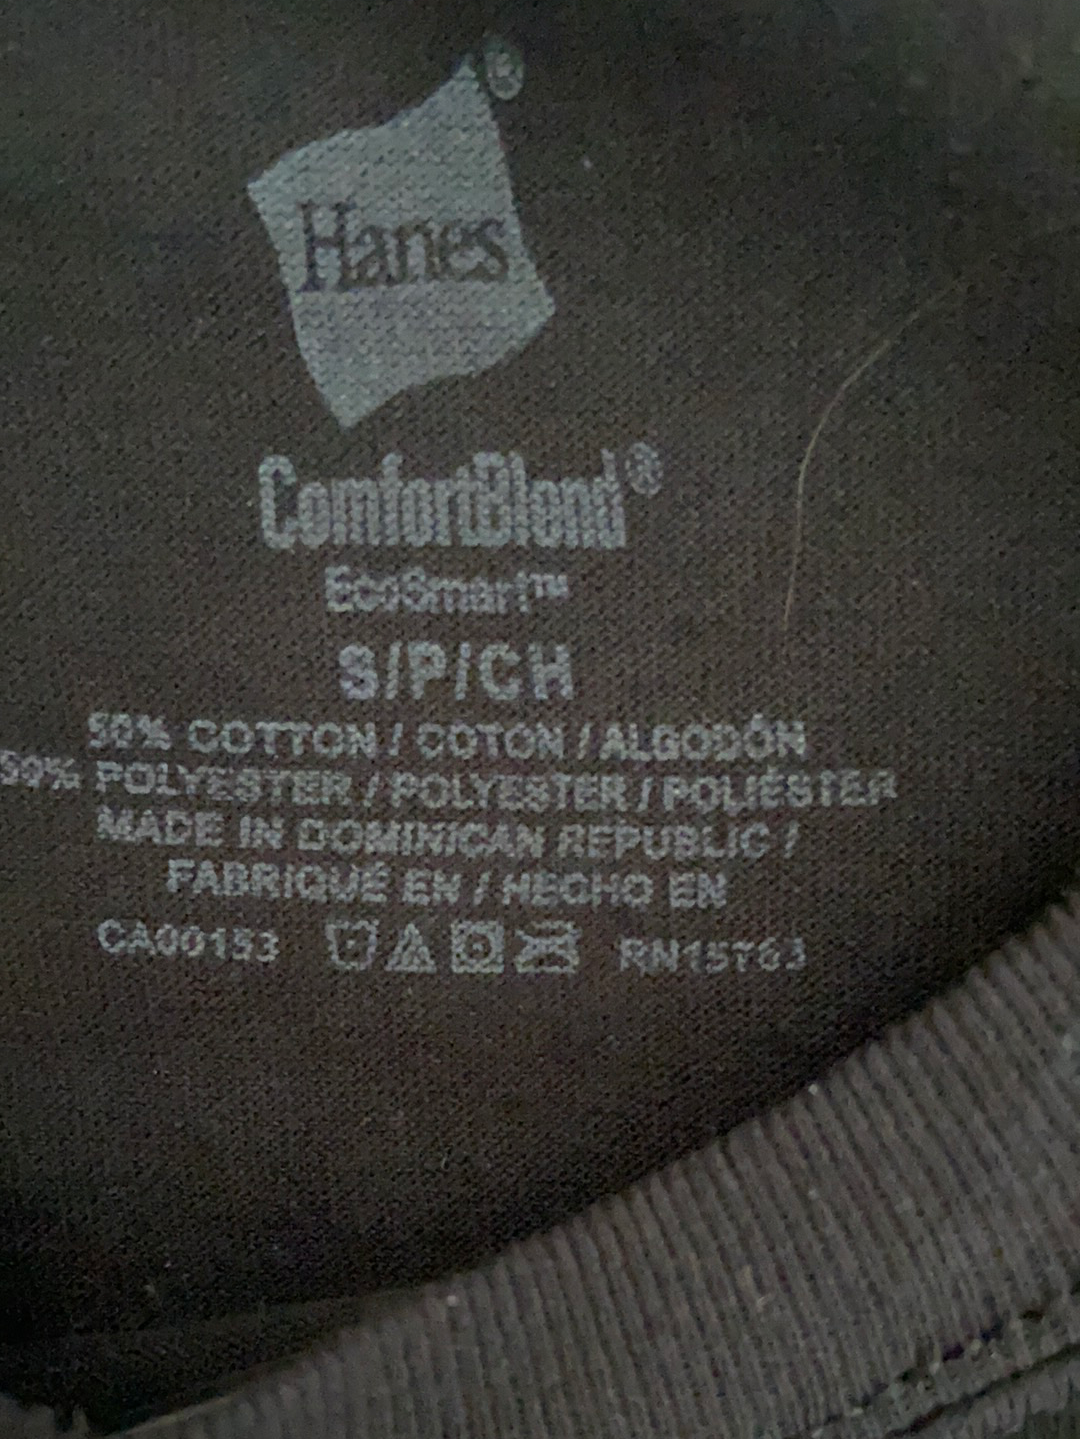 Hanes®
ComfortBlend®
EcoSmart™
S/P/CH
50% COTTON / COTON / ALGODÓN
50% POLYESTER / POLYESTER / POLIÉSTER
MADE IN DOMINICAN REPUBLIC /
FABRIQUÉ EN / HECHO EN
CA00153 RN15763